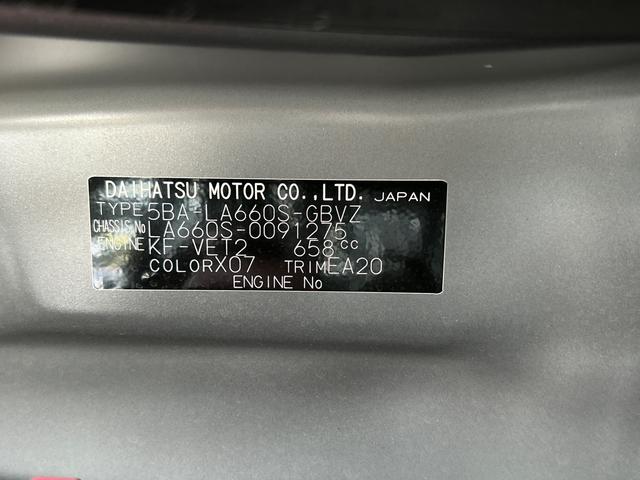 DAIHATSU MOTOR CO.,LTD. JAPAN
TYPE 5BA-LA660S-GBVZ
CHASSIS No LA660S-0091275
ENGINE KF-VET2 658cc
COLOR X07 TRIM EA20
ENGINE No